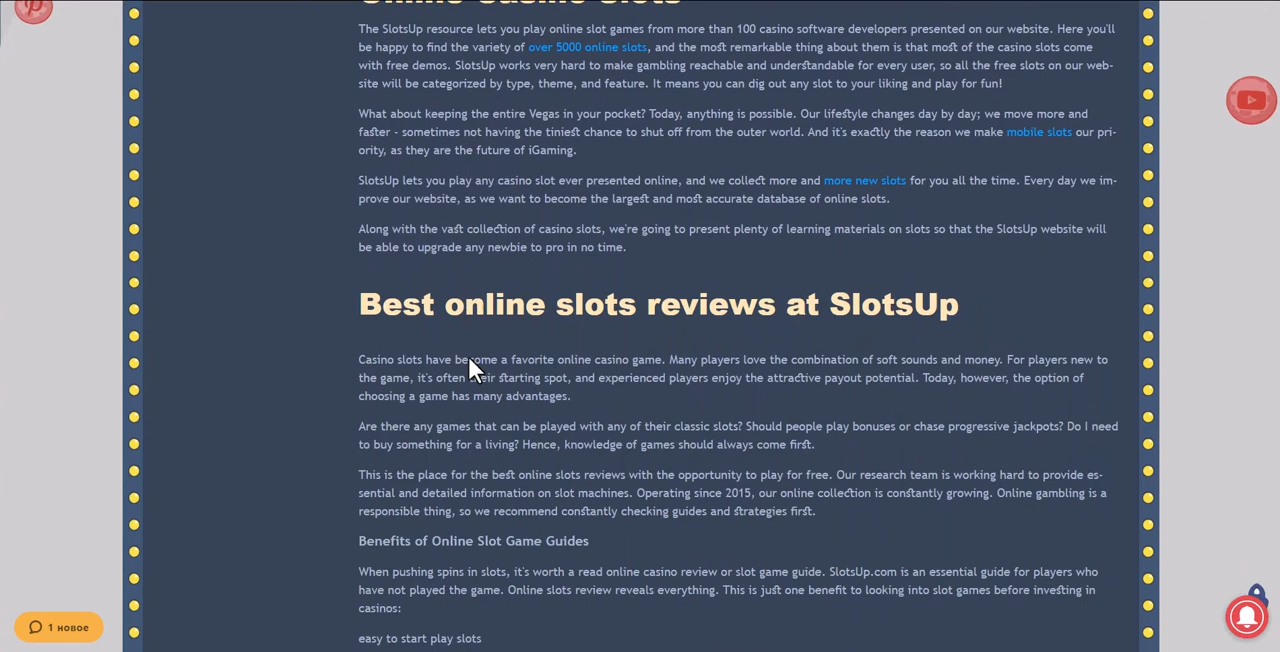 Online Casino Slots
The SlotsUp resource lets you play online slot games from more than 100 casino software developers presented on our website. Here you'll
be happy to find the variety of over 5000 online slots, and the most remarkable thing about them is that most of the casino slots come
with free demos. SlotsUp works very hard to make gambling reachable and understandable for every user, so all the free slots on our web-
site will be categorized by type, theme, and feature. It means you can dig out any slot to your liking and play for fun!
What about keeping the entire Vegas in your pocket? Today, anything is possible. Our lifestyle changes day by day; we move more and
faster - sometimes not having the tiniest chance to shut off from the outer world. And it's exactly the reason we make mobile slots our pri-
ority, as they are the future of iGaming.
SlotsUp lets you play any casino slot ever presented online, and we collect more and more new slots for you all the time. Every day we im-
prove our website, as we want to become the largest and most accurate database of online slots.
Along with the vast collection of casino slots, we're going to present plenty of learning materials on slots so that the SlotsUp website will
be able to upgrade any newbie to pro in no time.
Best online slots reviews at SlotsUp
Casino slots have become a favorite online casino game. Many players love the combination of soft sounds and money. For players new to
the game, it's often their starting spot, and experienced players enjoy the attractive payout potential. Today, however, the option of
choosing a game has many advantages.
Are there any games that can be played with any of their classic slots? Should people play bonuses or chase progressive jackpots? Do I need
to buy something for a living? Hence, knowledge of games should always come first.
This is the place for the best online slots reviews with the opportunity to play for free. Our research team is working hard to provide es-
sential and detailed information on slot machines. Operating since 2015, our online collection is constantly growing. Online gambling is a
responsible thing, so we recommend constantly checking guides and strategies first.
Benefits of Online Slot Game Guides
When pushing spins in slots, it's worth a read online casino review or slot game guide. SlotsUp.com is an essential guide for players who
have not played the game. Online slots review reveals everything. This is just one benefit to looking into slot games before investing in
casinos:
easy to start play slots
1 новое